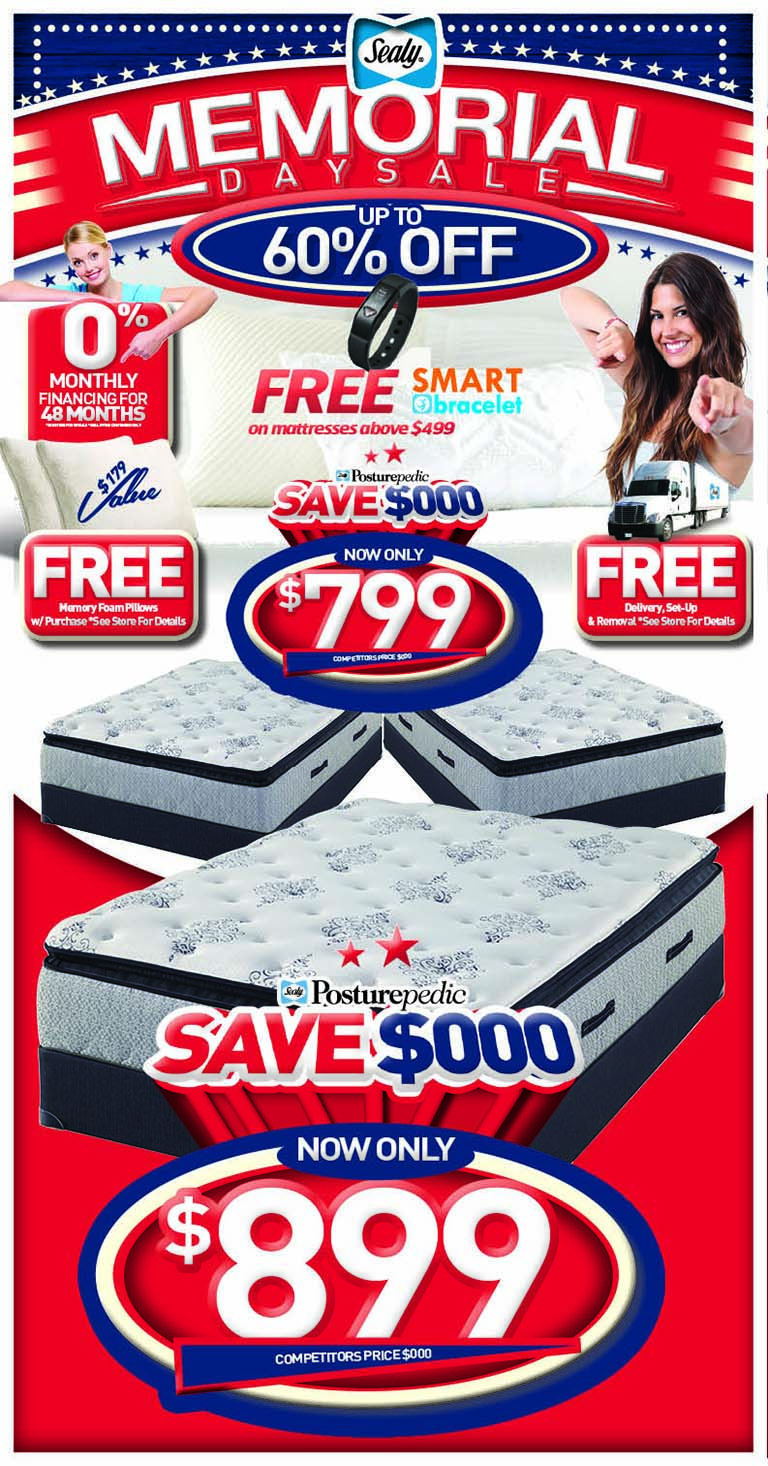 Sealy
MEMORIAL
DAY SALE
UP TO
60% OFF
0%
MONTHLY
FINANCING FOR
48 MONTHS
FREE SMART
bracelet
on mattresses above $499
$179
Value
Posturepedic
SAVE $000
FREE
Memory Foam Pillows
w/ Purchase *See Store For Details
NOW ONLY
$799
COMPETITORS PRICE $000
FREE
Delivery, Set-Up
& Removal *See Store For Details
Sealy Posturepedic
SAVE $000
NOW ONLY
$899
COMPETITORS PRICE $000